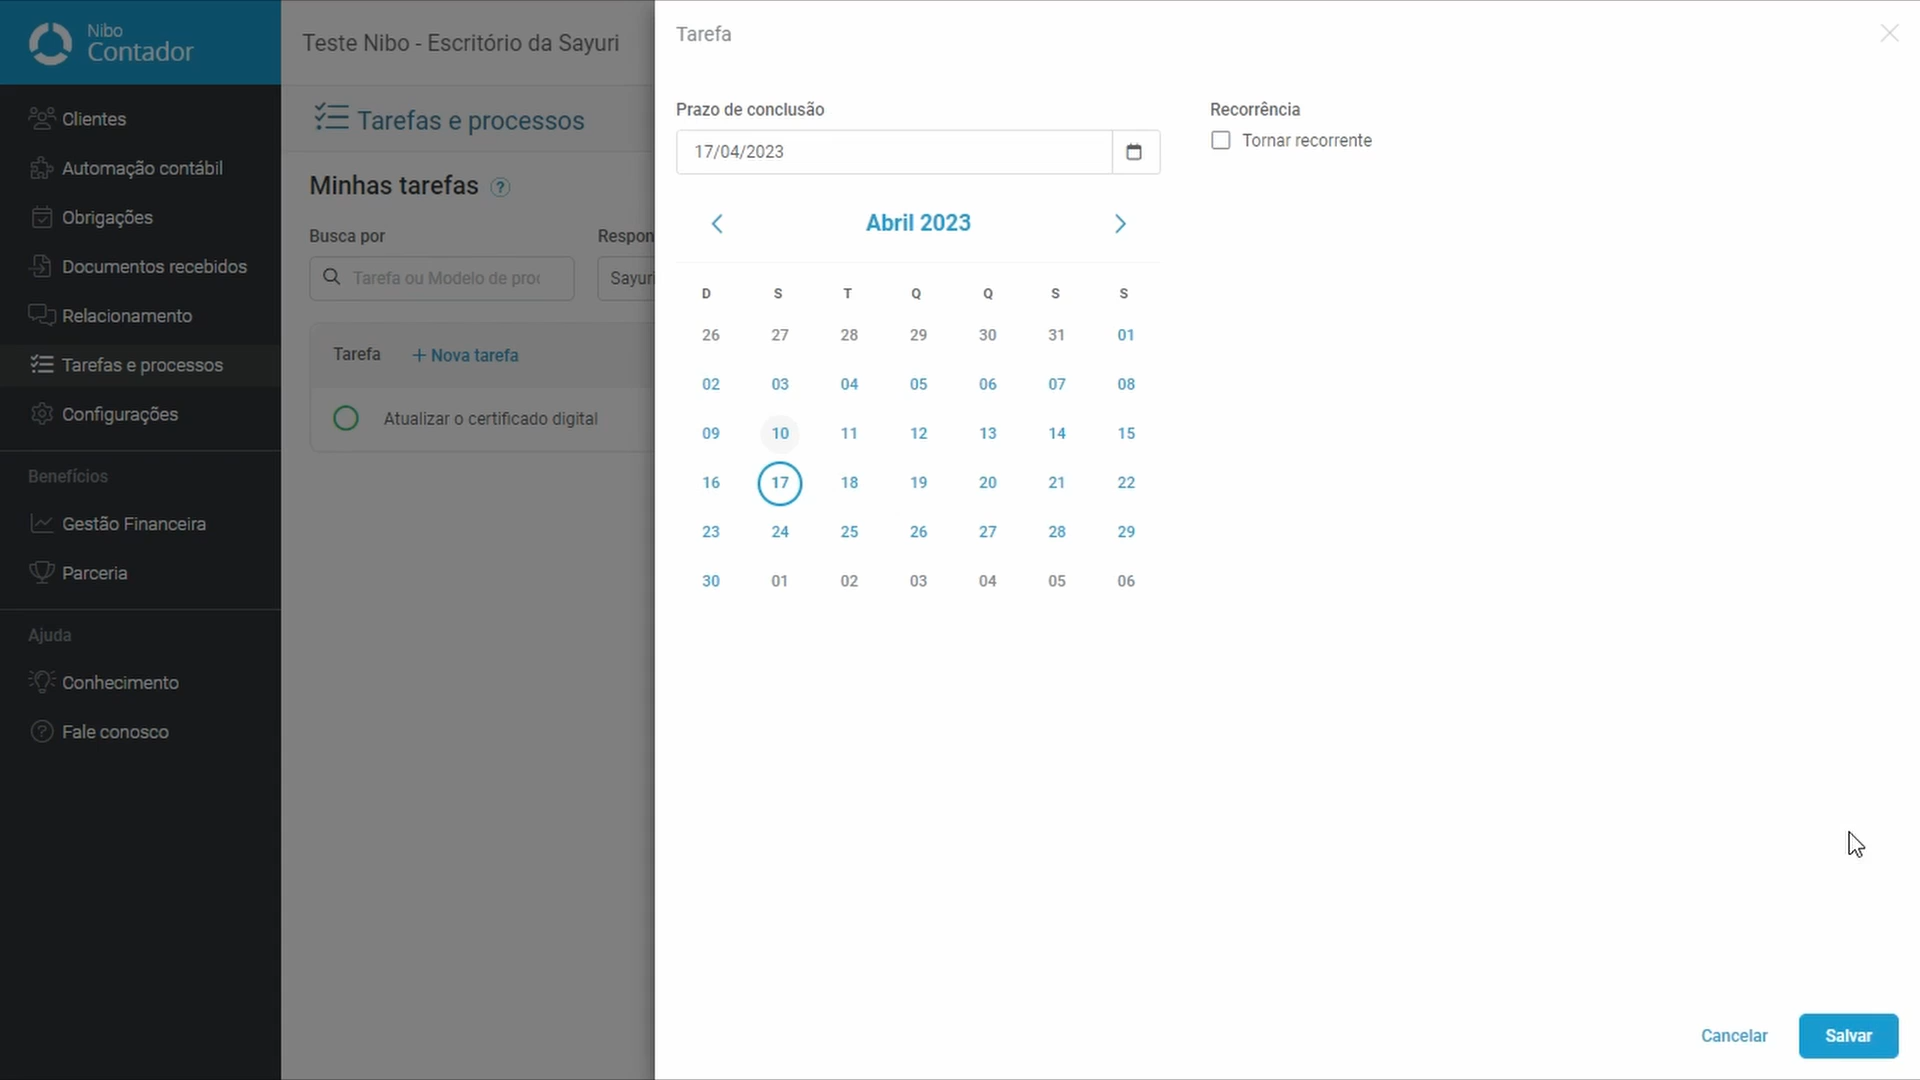 Nibo
Contador
Clientes
Automação contábil
Obrigações
Documentos recebidos
Relacionamento
Tarefas e processos
Configurações
Benefícios
Gestão Financeira
Parceria
Ajuda
Conhecimento
Fale conosco
Teste Nibo - Escritório da Sayuri
Tarefas e processos
Minhas tarefas ?
Busca por
Respon
Tarefa ou Modelo de proc
Sayuri
Tarefa + Nova tarefa
Atualizar o certificado digital
Tarefa
Prazo de conclusão
17/04/2023
Recorrência
Tornar recorrente
Abril 2023
D S T Q Q S S
26 27 28 29 30 31 01
02 03 04 05 06 07 08
09 10 11 12 13 14 15
16 17 18 19 20 21 22
23 24 25 26 27 28 29
30 01 02 03 04 05 06
Cancelar
Salvar